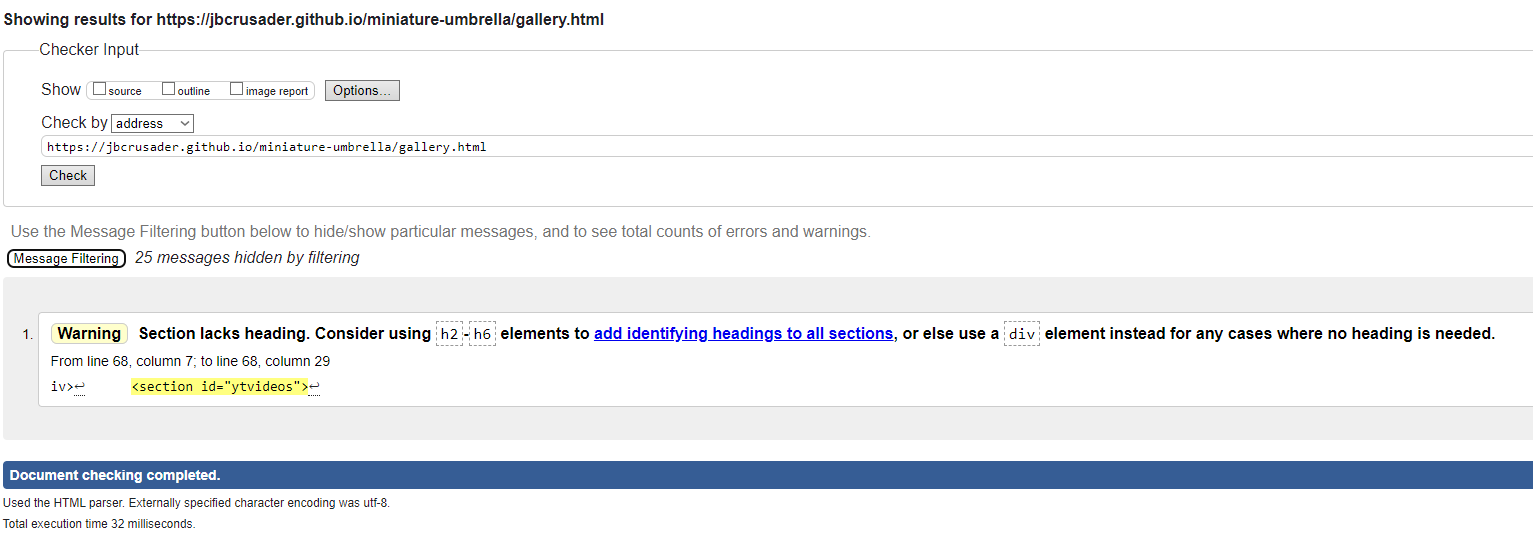 Showing results for https://jbcrusader.github.io/miniature-umbrella/gallery.html
Checker Input
Show source outline image report Options...
Check by address
https://jbcrusader.github.io/miniature-umbrella/gallery.html
Check
Use the Message Filtering button below to hide/show particular messages, and to see total counts of errors and warnings.
Message Filtering 25 messages hidden by filtering
1. Warning Section lacks heading. Consider using h2-h6 elements to add identifying headings to all sections, or else use a div element instead for any cases where no heading is needed.
From line 68, column 7; to line 68, column 29
iv>↩ <section id="ytvideos">↩
Document checking completed.
Used the HTML parser. Externally specified character encoding was utf-8.
Total execution time 32 milliseconds.